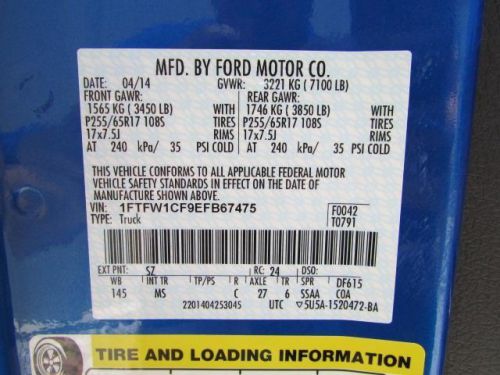 MFD. BY FORD MOTOR CO.
DATE: 04/14 GVWR: 3221 KG ( 7100 LB)
FRONT GAWR: REAR GAWR:
1565 KG ( 3450 LB) WITH 1746 KG ( 3850 LB) WITH
P255/65R17 108S TIRES P255/65R17 108S TIRES
17x7.5J RIMS 17x7.5J RIMS
AT 240 kPa/ 35 PSI COLD AT 240 kPa/ 35 PSI COLD
THIS VEHICLE CONFORMS TO ALL APPLICABLE FEDERAL MOTOR
VEHICLE SAFETY STANDARDS IN EFFECT ON THE DATE OF
MANUFACTURE SHOWN ABOVE.
VIN: 1FTFW1CF9EFB67475 F0042
TYPE: Truck T0791
EXT PNT: SZ RC: 24 DSO:
WB INT TR TP/PS R AXLE TR SPR DF615
145 MS C 27 6 SSAA COA
2201404253045 UTC 5U5A-1520472-BA
TIRE AND LOADING INFORMATION